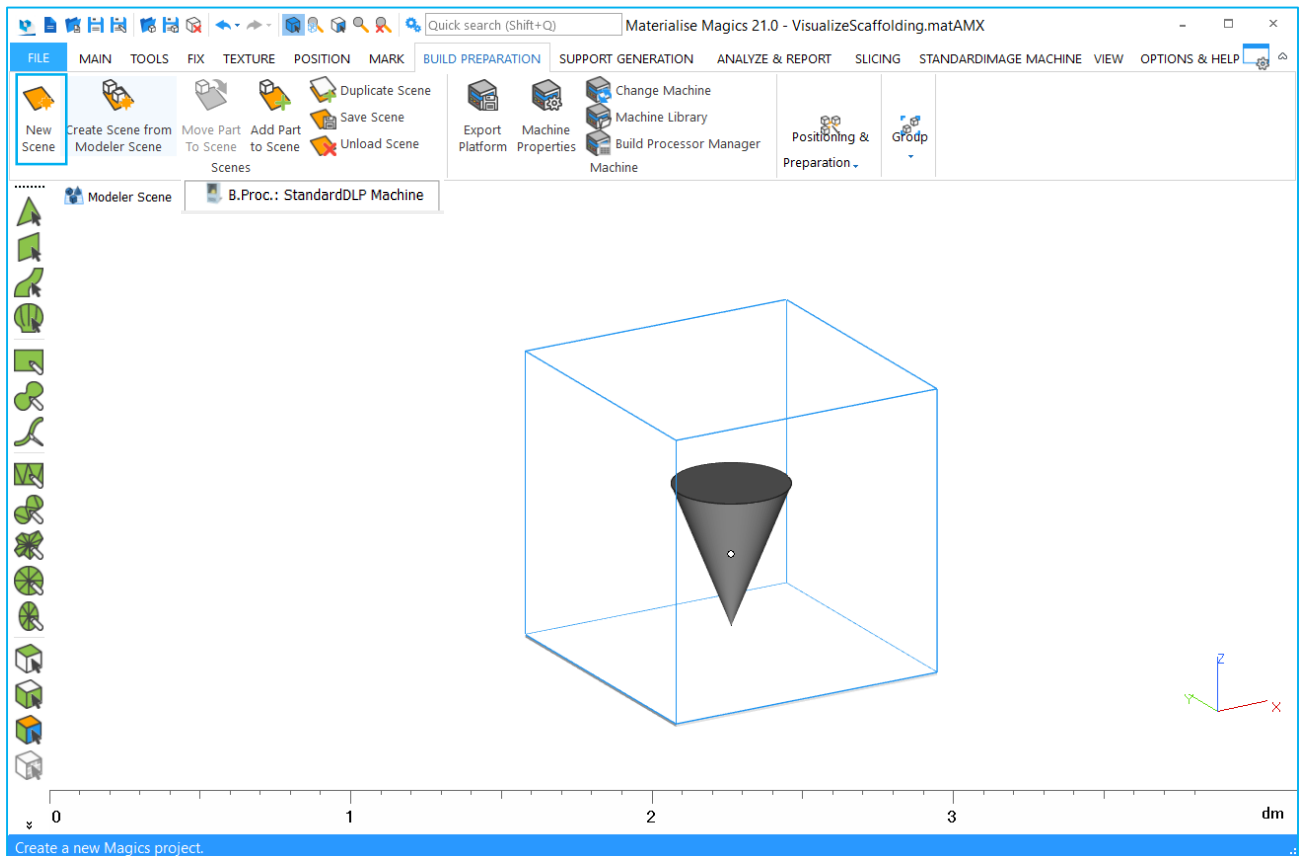 Quick search (Shift+Q)
Materialise Magics 21.0 - VisualizeScaffolding.matAMX
FILE MAIN TOOLS FIX TEXTURE POSITION MARK BUILD PREPARATION SUPPORT GENERATION ANALYZE & REPORT SLICING STANDARDIMAGE MACHINE VIEW OPTIONS & HELP
New
Scene
Create Scene from
Modeler Scene
Move Part
To Scene
Add Part
to Scene
Duplicate Scene
Save Scene
Unload Scene
Scenes
Export
Platform
Machine
Properties
Change Machine
Machine Library
Build Processor Manager
Machine
Positioning &
Preparation
Group
Modeler Scene
B.Proc.: StandardDLP Machine
Z
Y
X
0 1 2 3 dm
Create a new Magics project.